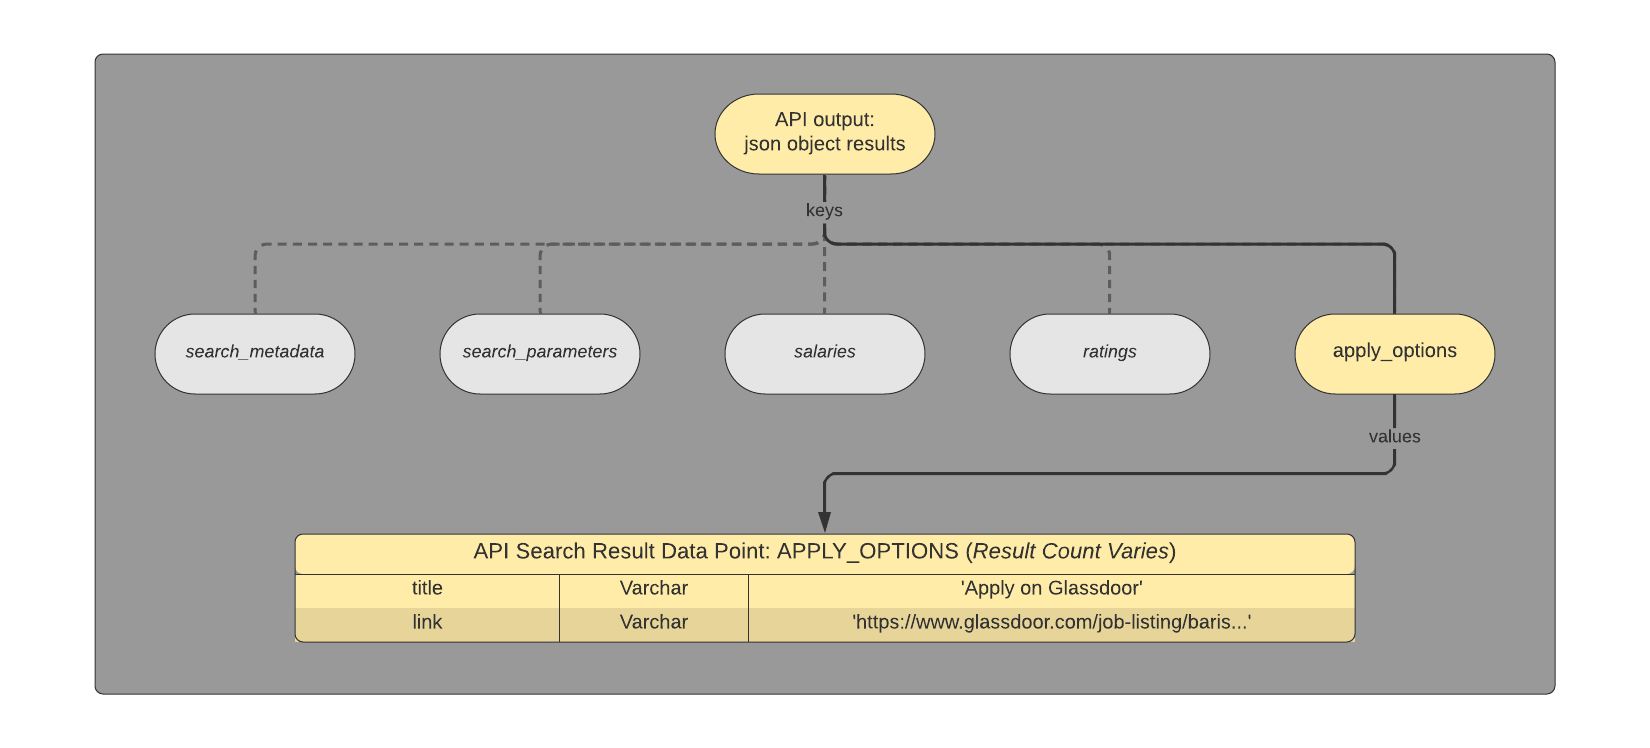 API output:
json object results
keys
search_metadata
search_parameters
salaries
ratings
apply_options
values
API Search Result Data Point: APPLY_OPTIONS (Result Count Varies)
title Varchar 'Apply on Glassdoor'
link Varchar 'https://www.glassdoor.com/job-listing/baris...'